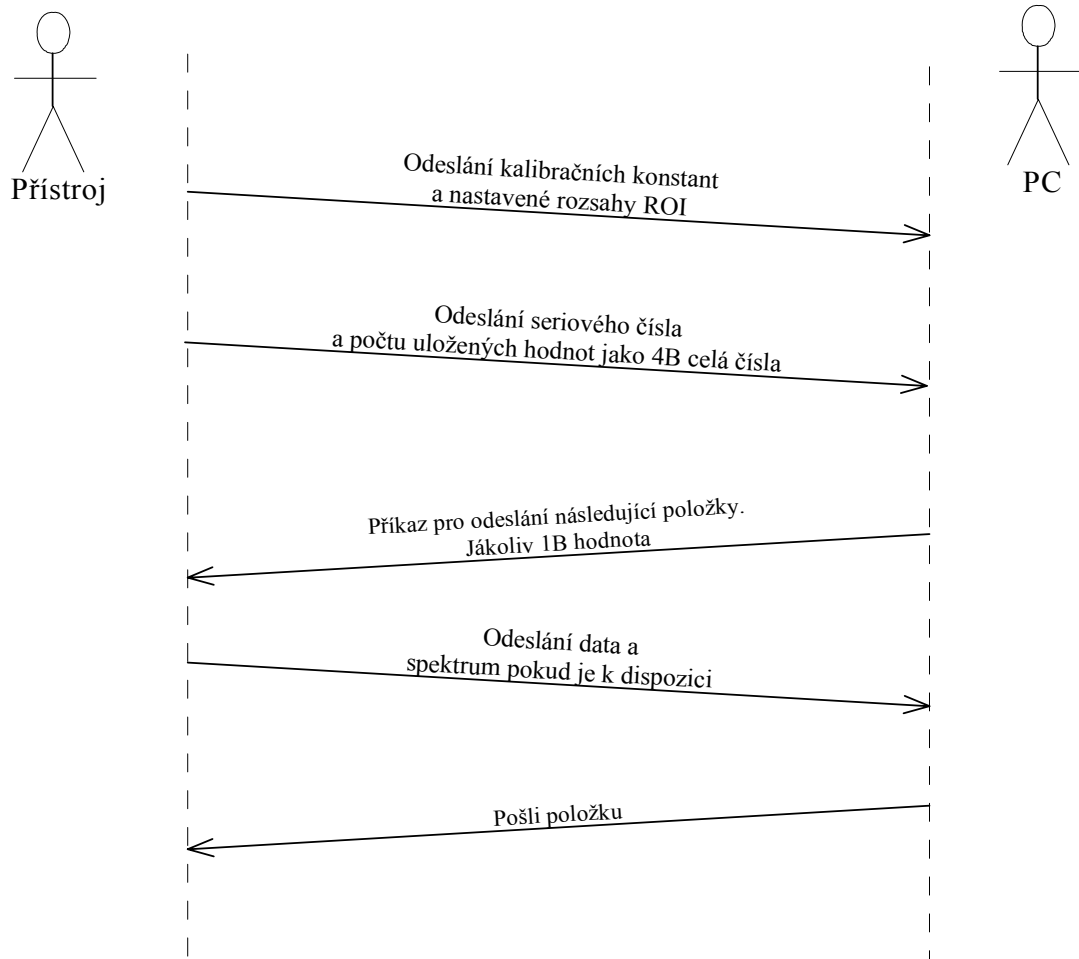 Přístroj
PC
Odeslání kalibračních konstant
a nastavené rozsahy ROI
Odeslání seriového čísla
a počtu uložených hodnot jako 4B celá čísla
Příkaz pro odeslání následující položky.
Jákoliv 1B hodnota
Odeslání data a
spektrum pokud je k dispozici
Pošli položku